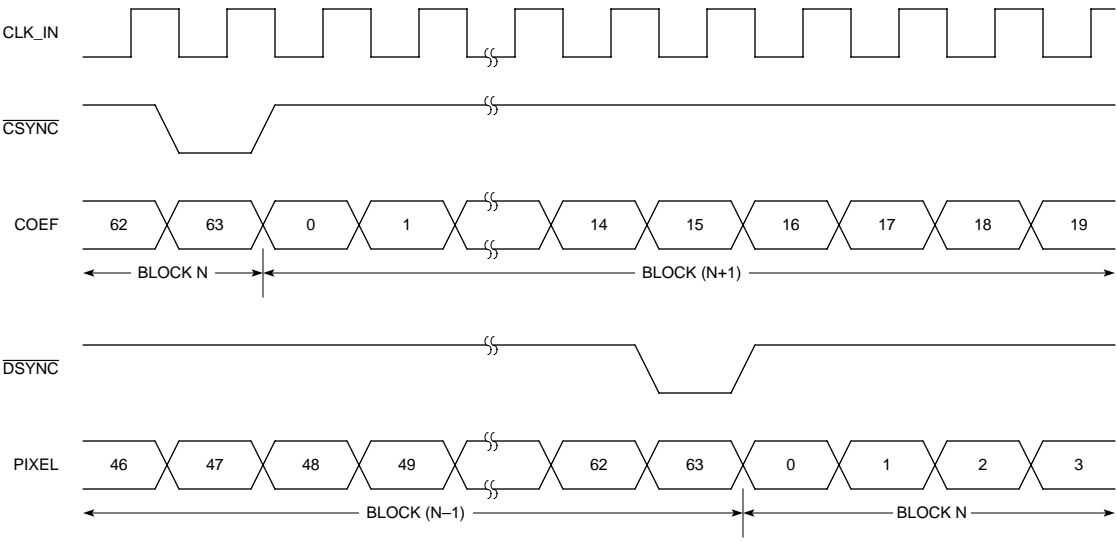 CLK_IN
CSYNC
COEF 62 63 0 1 14 15 16 17 18 19
BLOCK N BLOCK (N+1)
DSYNC
PIXEL 46 47 48 49 62 63 0 1 2 3
BLOCK (N–1) BLOCK N